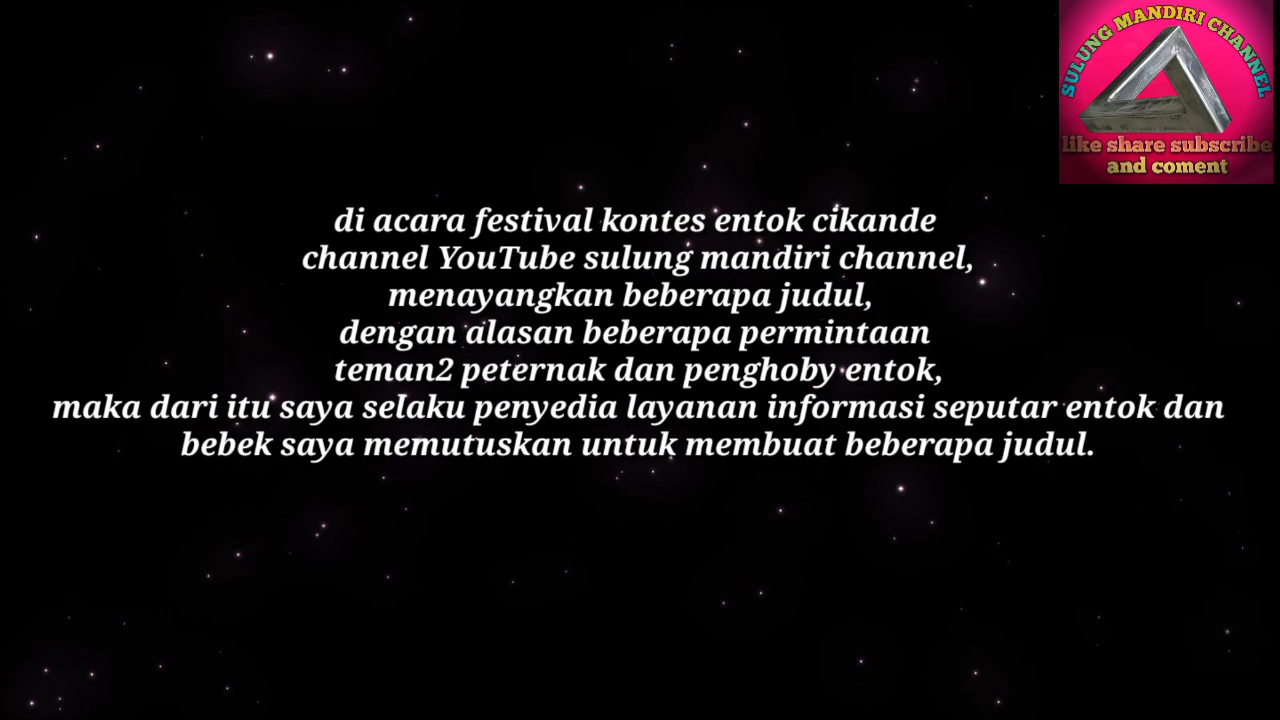 SULUNG MANDIRI CHANNEL
like share subscribe
and coment
di acara festival kontes entok cikande
channel YouTube sulung mandiri channel,
menayangkan beberapa judul,
dengan alasan beberapa permintaan
teman2 peternak dan penghoby entok,
maka dari itu saya selaku penyedia layanan informasi seputar entok dan
bebek saya memutuskan untuk membuat beberapa judul.